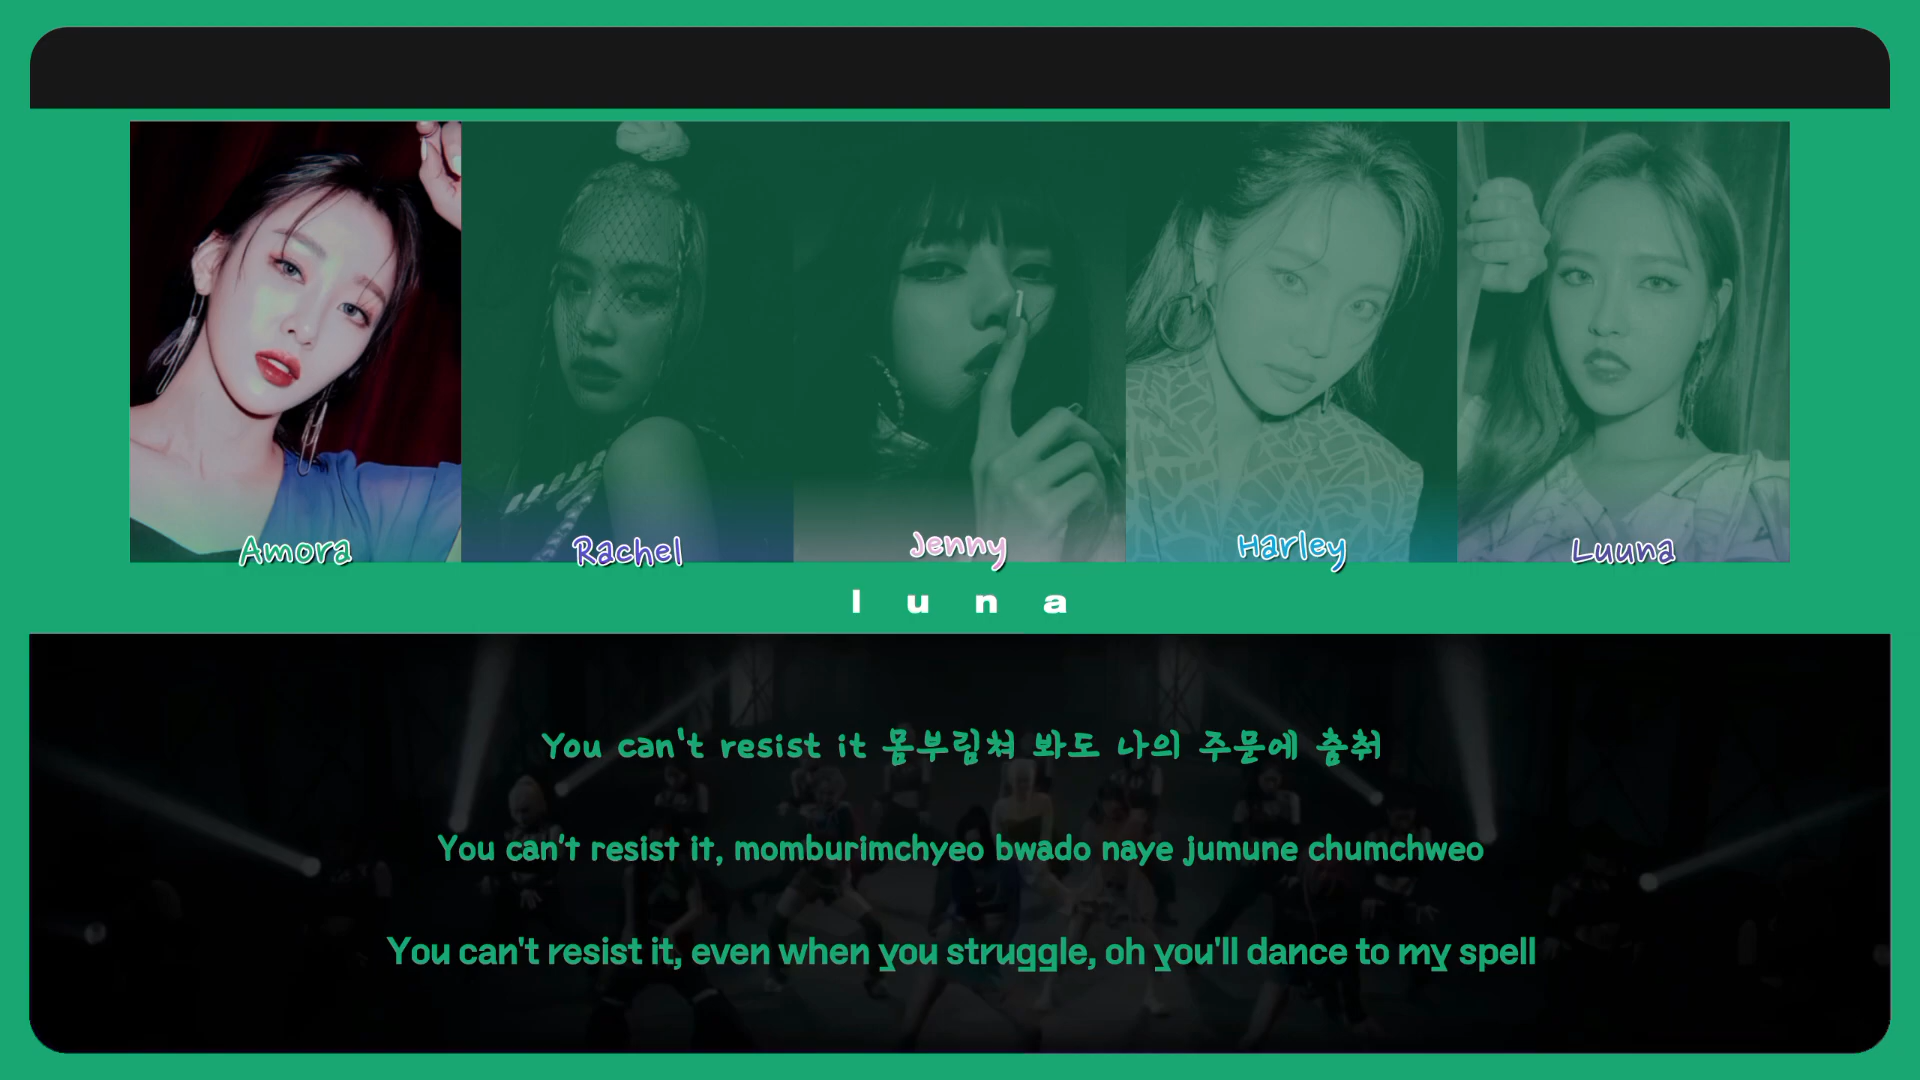 Amora Rachel Jenny Harley Luuna
luna
You can't resist it 몸부림쳐 봐도 나의 주문에 춤춰
You can't resist it, momburimchyeo bwado naye jumune chumchweo
You can't resist it, even when you struggle, oh you'll dance to my spell